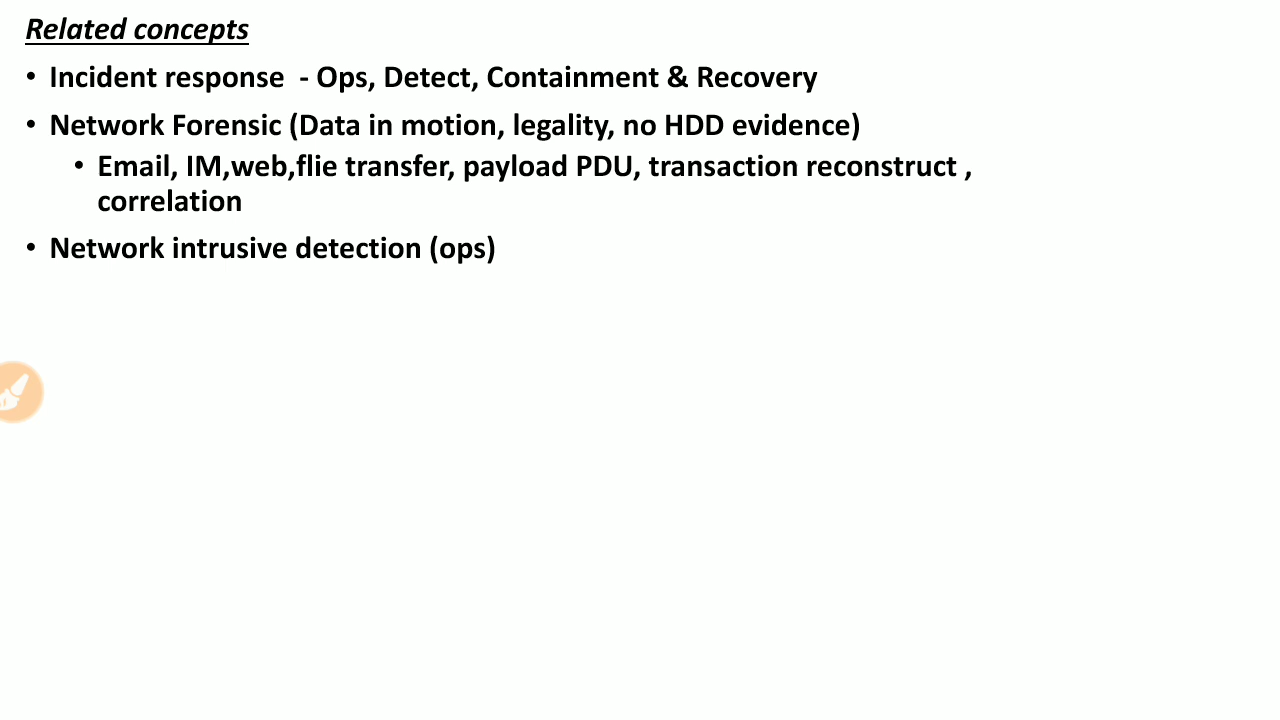 Related concepts
• Incident response  - Ops, Detect, Containment & Recovery
• Network Forensic (Data in motion, legality, no HDD evidence)
• Email, IM,web,flie transfer, payload PDU, transaction reconstruct ,
correlation
• Network intrusive detection (ops)